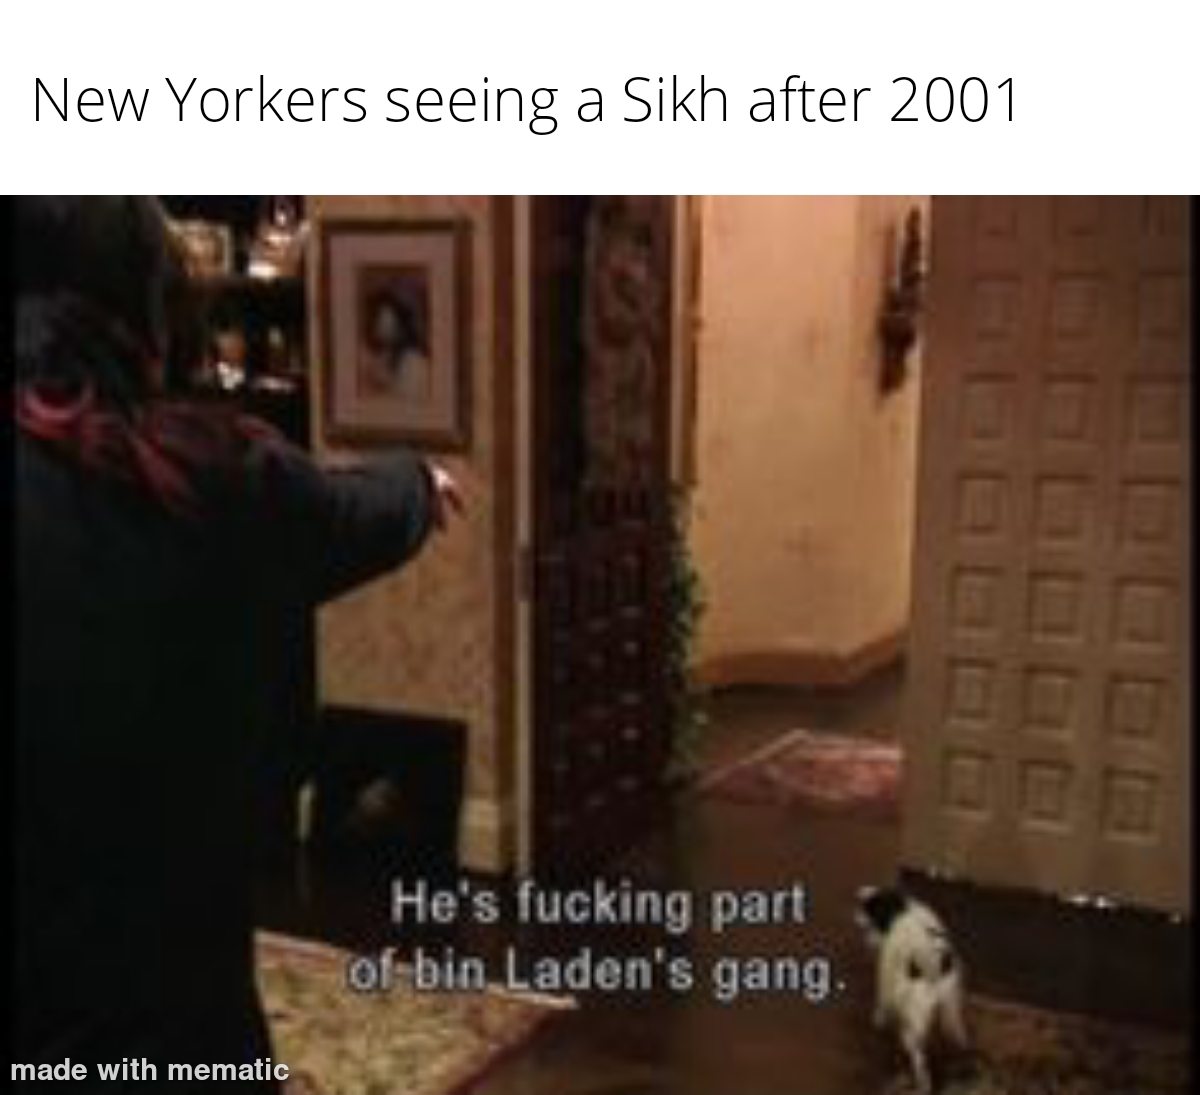 New Yorkers seeing a Sikh after 2001
He's fucking part
of bin Laden's gang.
made with mematic